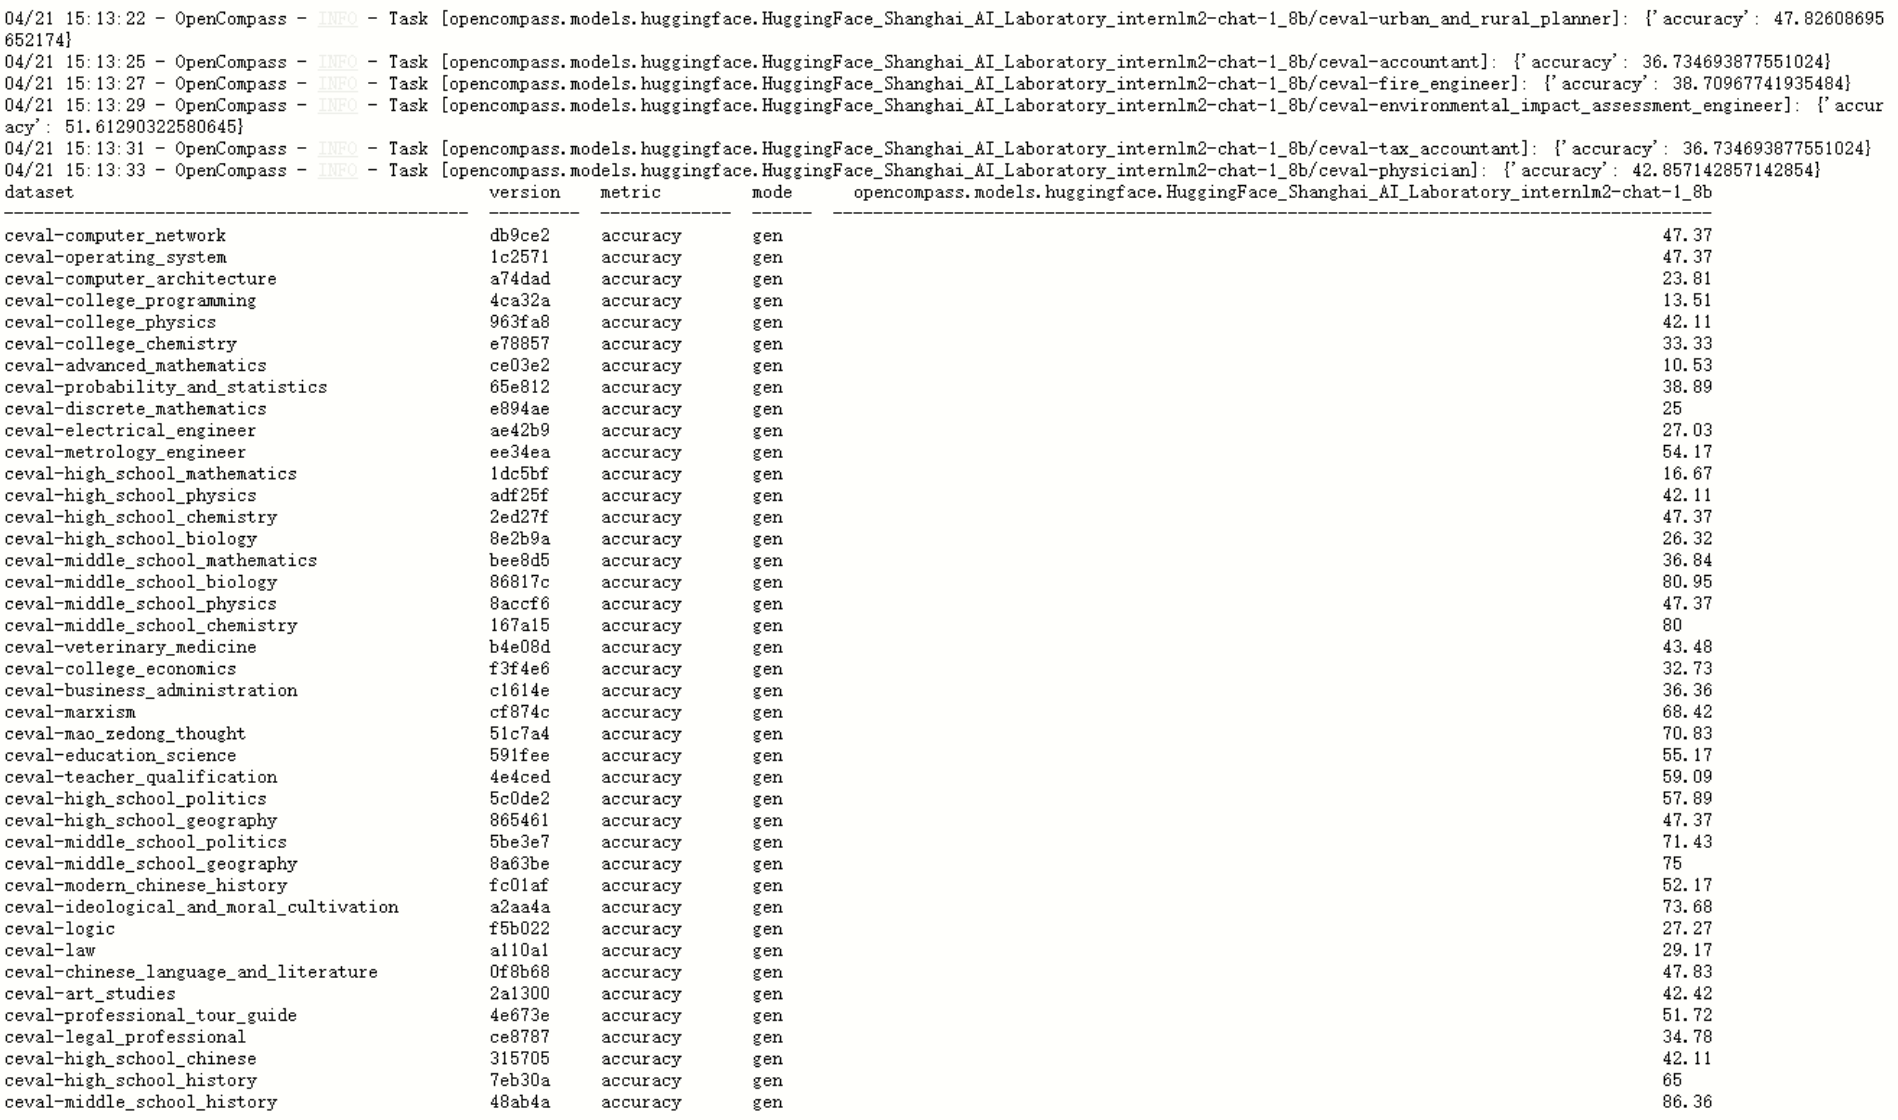 04/21 15:13:22 - OpenCompass - INFO - Task [opencompass.models.huggingface.HuggingFace_Shanghai_AI_Laboratory_internlm2-chat-1_8b/ceval-urban_and_rural_planner]: {'accuracy': 47.82608695
652174}
04/21 15:13:25 - OpenCompass - INFO - Task [opencompass.models.huggingface.HuggingFace_Shanghai_AI_Laboratory_internlm2-chat-1_8b/ceval-accountant]: {'accuracy': 36.734693877551024}
04/21 15:13:27 - OpenCompass - INFO - Task [opencompass.models.huggingface.HuggingFace_Shanghai_AI_Laboratory_internlm2-chat-1_8b/ceval-fire_engineer]: {'accuracy': 38.70967741935484}
04/21 15:13:29 - OpenCompass - INFO - Task [opencompass.models.huggingface.HuggingFace_Shanghai_AI_Laboratory_internlm2-chat-1_8b/ceval-environmental_impact_assessment_engineer]: {'accur
acy': 51.61290322580645}
04/21 15:13:31 - OpenCompass - INFO - Task [opencompass.models.huggingface.HuggingFace_Shanghai_AI_Laboratory_internlm2-chat-1_8b/ceval-tax_accountant]: {'accuracy': 36.734693877551024}
04/21 15:13:33 - OpenCompass - INFO - Task [opencompass.models.huggingface.HuggingFace_Shanghai_AI_Laboratory_internlm2-chat-1_8b/ceval-physician]: {'accuracy': 42.857142857142854}
dataset version metric mode opencompass.models.huggingface.HuggingFace_Shanghai_AI_Laboratory_internlm2-chat-1_8b
ceval-computer_network db9ce2 accuracy gen 47.37
ceval-operating_system 1c2571 accuracy gen 47.37
ceval-computer_architecture a74dad accuracy gen 23.81
ceval-college_programming 4ca32a accuracy gen 13.51
ceval-college_physics 963fa8 accuracy gen 42.11
ceval-college_chemistry e78857 accuracy gen 33.33
ceval-advanced_mathematics ce03e2 accuracy gen 10.53
ceval-probability_and_statistics 65e812 accuracy gen 38.89
ceval-discrete_mathematics e894ae accuracy gen 25
ceval-electrical_engineer ae42b9 accuracy gen 27.03
ceval-metrology_engineer ee34ea accuracy gen 54.17
ceval-high_school_mathematics 1dc5bf accuracy gen 16.67
ceval-high_school_physics adf25f accuracy gen 42.11
ceval-high_school_chemistry 2ed27f accuracy gen 47.37
ceval-high_school_biology 8e2b9a accuracy gen 26.32
ceval-middle_school_mathematics bee8d5 accuracy gen 36.84
ceval-middle_school_biology 86817c accuracy gen 80.95
ceval-middle_school_physics 8accf6 accuracy gen 47.37
ceval-middle_school_chemistry 167a15 accuracy gen 80
ceval-veterinary_medicine b4e08d accuracy gen 43.48
ceval-college_economics f3f4e6 accuracy gen 32.73
ceval-business_administration c1614e accuracy gen 36.36
ceval-marxism cf874c accuracy gen 68.42
ceval-mao_zedong_thought 51c7a4 accuracy gen 70.83
ceval-education_science 591fee accuracy gen 55.17
ceval-teacher_qualification 4e4ced accuracy gen 59.09
ceval-high_school_politics 5c0de2 accuracy gen 57.89
ceval-high_school_geography 865461 accuracy gen 47.37
ceval-middle_school_politics 5be3e7 accuracy gen 71.43
ceval-middle_school_geography 8a63be accuracy gen 75
ceval-modern_chinese_history fc01af accuracy gen 52.17
ceval-ideological_and_moral_cultivation a2aa4a accuracy gen 73.68
ceval-logic f5b022 accuracy gen 27.27
ceval-law a110a1 accuracy gen 29.17
ceval-chinese_language_and_literature 0f8b68 accuracy gen 47.83
ceval-art_studies 2a1300 accuracy gen 42.42
ceval-professional_tour_guide 4e673e accuracy gen 51.72
ceval-legal_professional ce8787 accuracy gen 34.78
ceval-high_school_chinese 315705 accuracy gen 42.11
ceval-high_school_history 7eb30a accuracy gen 65
ceval-middle_school_history 48ab4a accuracy gen 86.36